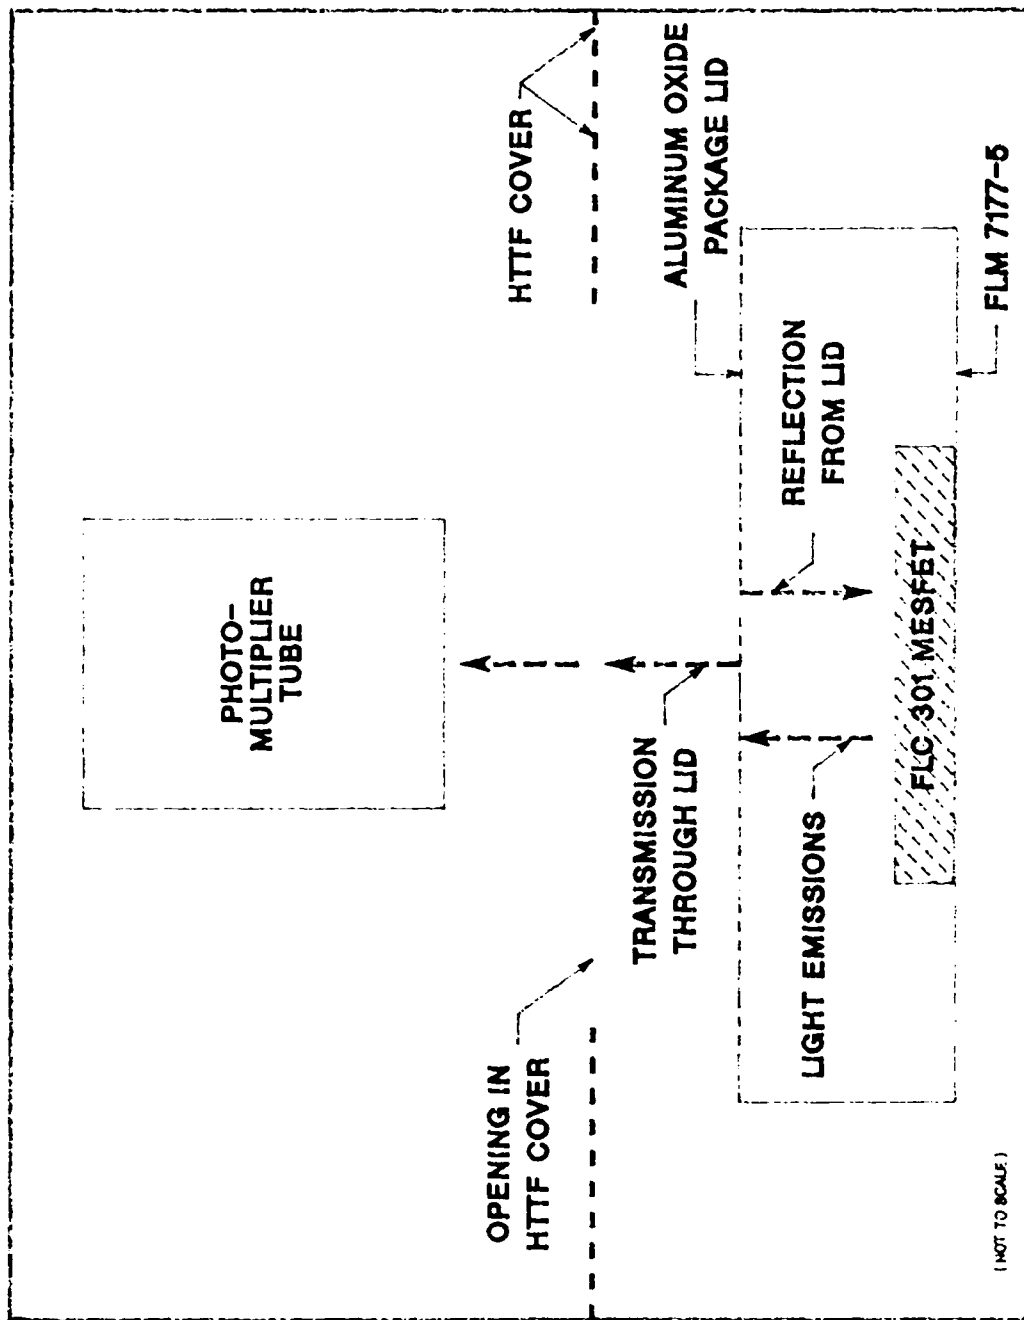 PHOTO-
MULTIPLIER
TUBE
OPENING IN
HTTF COVER
HTTF COVER
TRANSMISSION
THROUGH LID
ALUMINUM OXIDE
PACKAGE LID
LIGHT EMISSIONS
REFLECTION
FROM LID
FLC 301 MESFET
FLM 7177-5
(NOT TO SCALE)